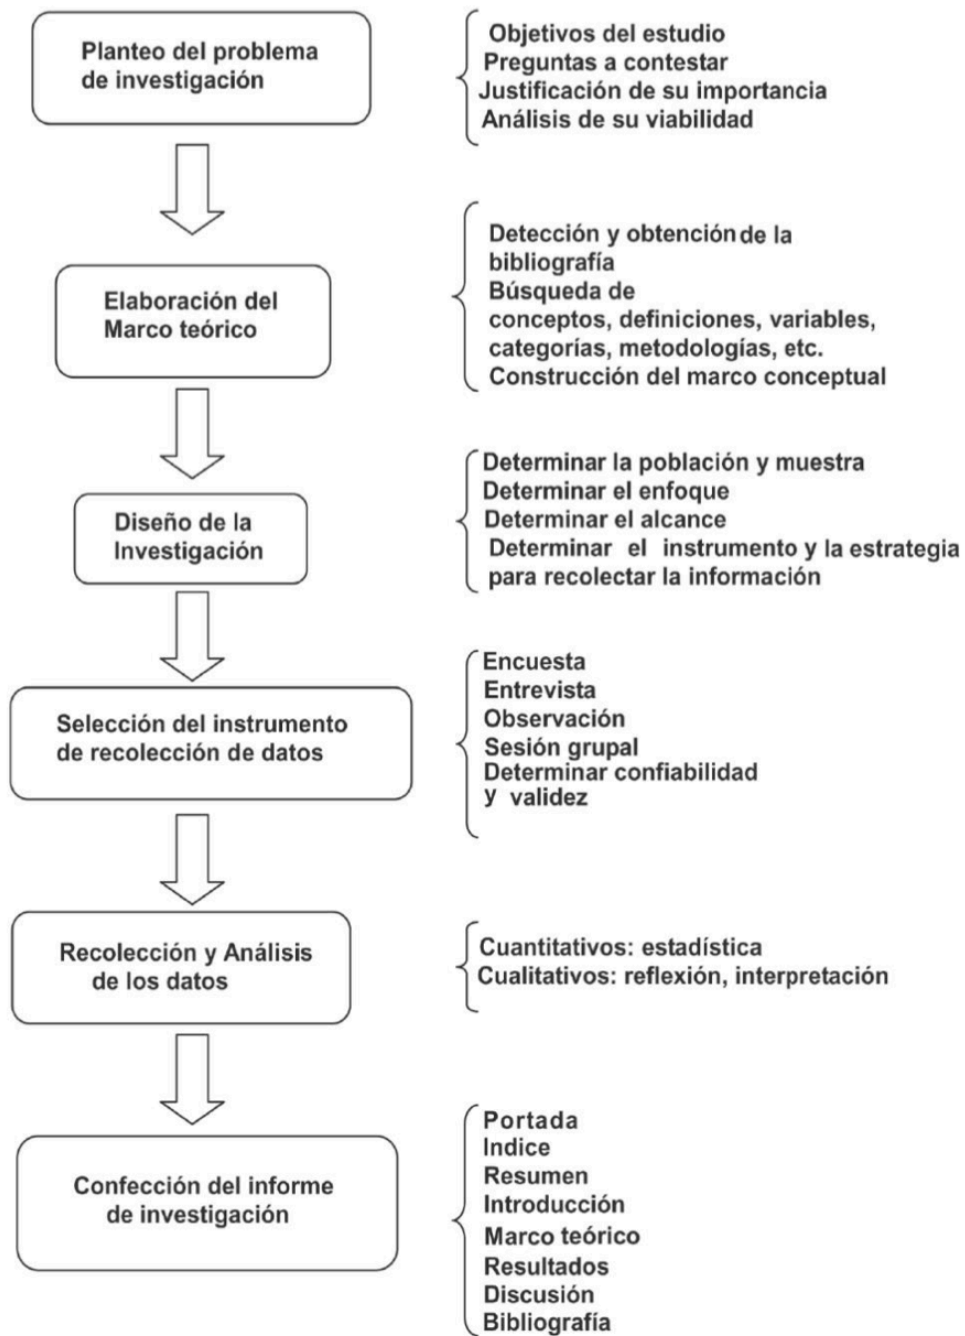 Planteo del problema
de investigación
Objetivos del estudio
Preguntas a contestar
Justificación de su importancia
Análisis de su viabilidad
Elaboración del
Marco teórico
Detección y obtención de la
bibliografía
Búsqueda de
conceptos, definiciones, variables,
categorías, metodologías, etc.
Construcción del marco conceptual
Diseño de la
Investigación
Determinar la población y muestra
Determinar el enfoque
Determinar el alcance
Determinar el instrumento y la estrategia
para recolectar la información
Selección del instrumento
de recolección de datos
Encuesta
Entrevista
Observación
Sesión grupal
Determinar confiabilidad
y validez
Recolección y Análisis
de los datos
Cuantitativos: estadística
Cualitativos: reflexión, interpretación
Confección del informe
de investigación
Portada
Indice
Resumen
Introducción
Marco teórico
Resultados
Discusión
Bibliografía